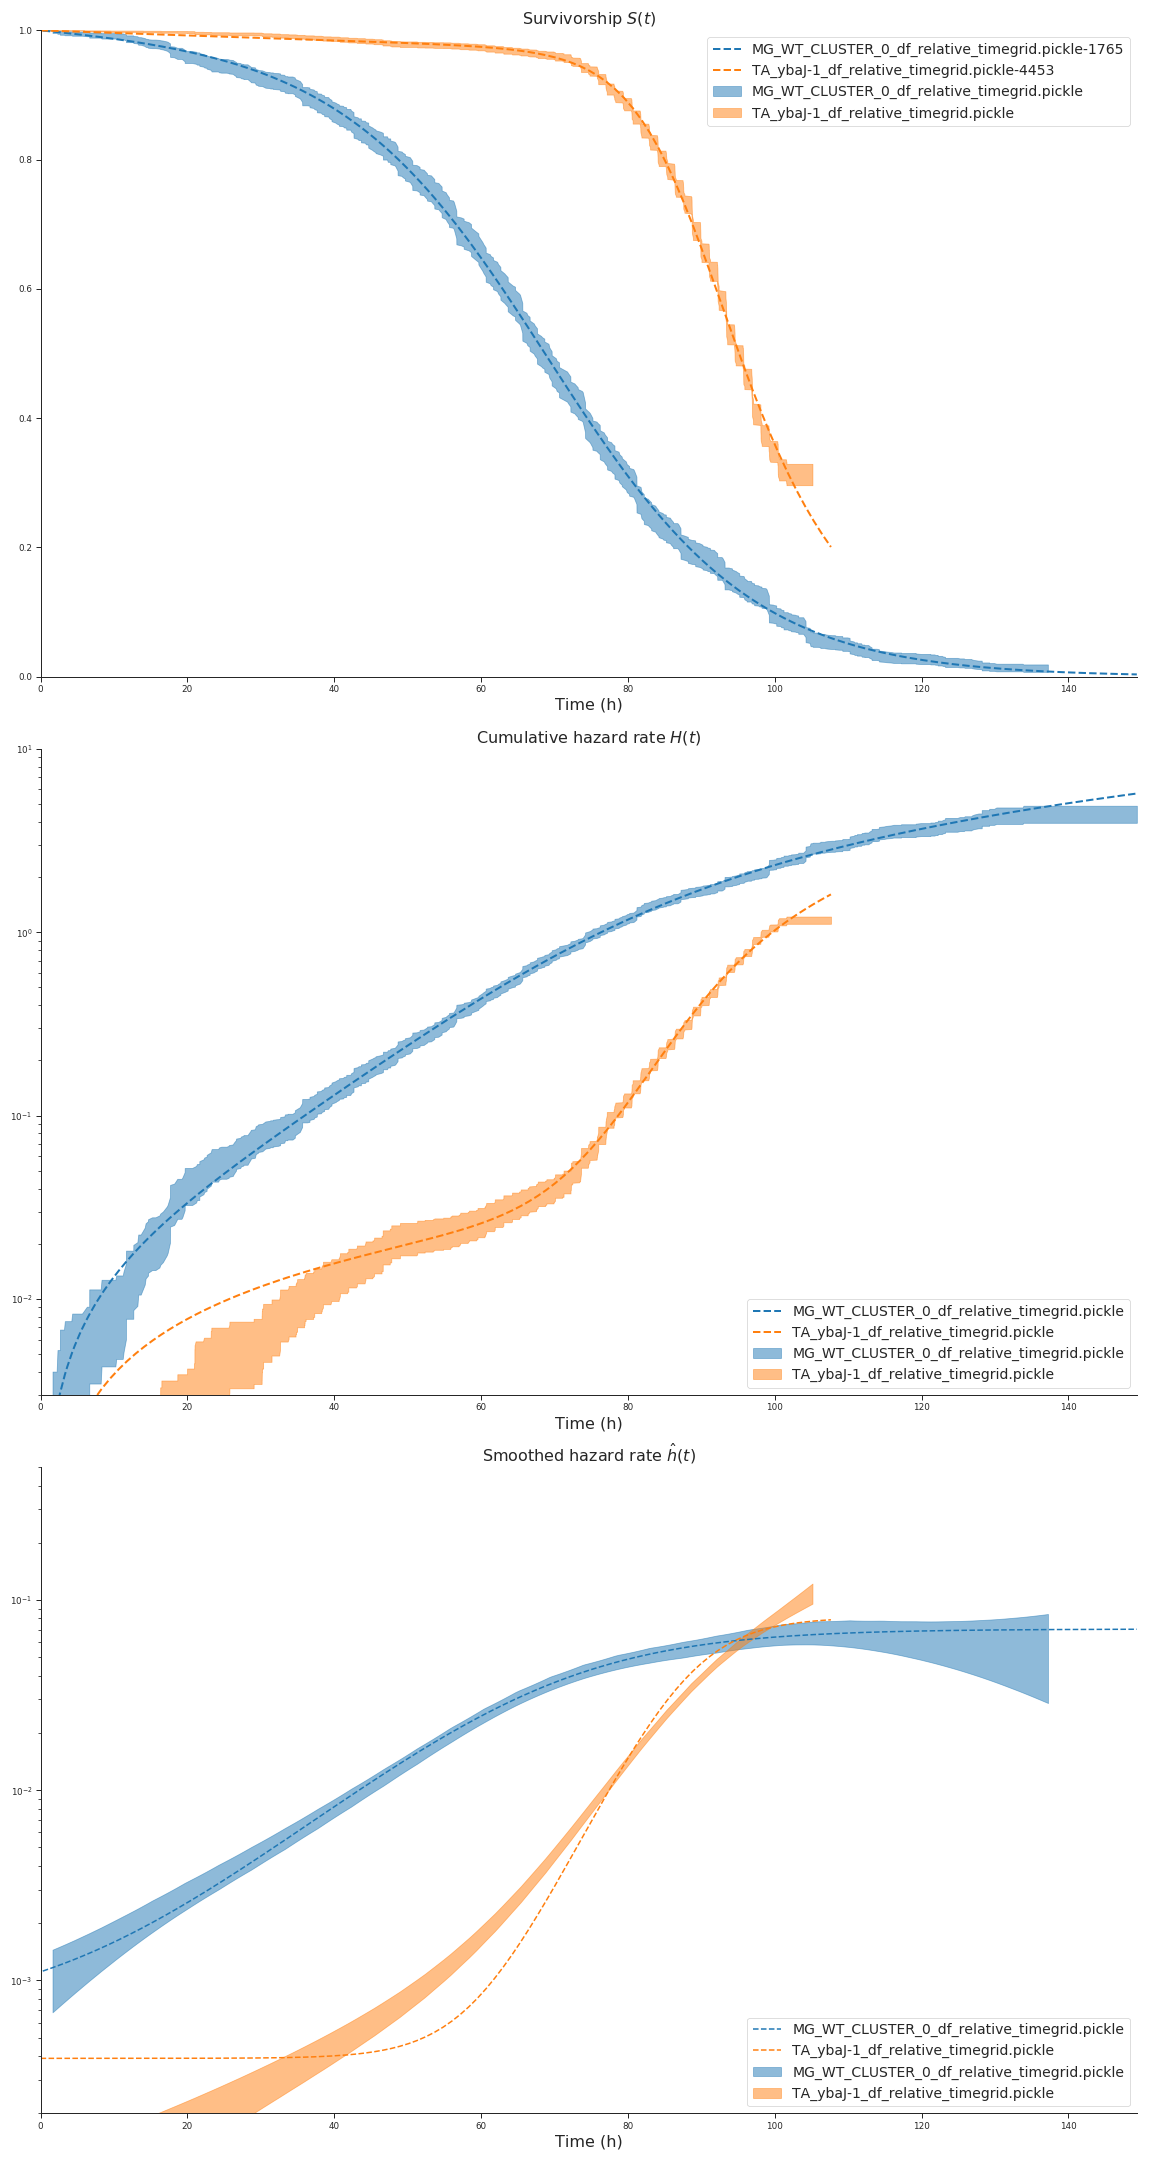 Survivorship S(t)
1.0
0.8
0.6
0.4
0.2
0.0
MG_WT_CLUSTER_0_df_relative_timegrid.pickle-1765
TA_ybaJ-1_df_relative_timegrid.pickle-4453
MG_WT_CLUSTER_0_df_relative_timegrid.pickle
TA_ybaJ-1_df_relative_timegrid.pickle
0 20 40 60 80 100 120 140
Time (h)
Cumulative hazard rate H(t)
10¹
10⁰
10⁻¹
10⁻²
MG_WT_CLUSTER_0_df_relative_timegrid.pickle
TA_ybaJ-1_df_relative_timegrid.pickle
MG_WT_CLUSTER_0_df_relative_timegrid.pickle
TA_ybaJ-1_df_relative_timegrid.pickle
0 20 40 60 80 100 120 140
Time (h)
Smoothed hazard rate ĥ(t)
10⁻¹
10⁻²
10⁻³
MG_WT_CLUSTER_0_df_relative_timegrid.pickle
TA_ybaJ-1_df_relative_timegrid.pickle
MG_WT_CLUSTER_0_df_relative_timegrid.pickle
TA_ybaJ-1_df_relative_timegrid.pickle
0 20 40 60 80 100 120 140
Time (h)